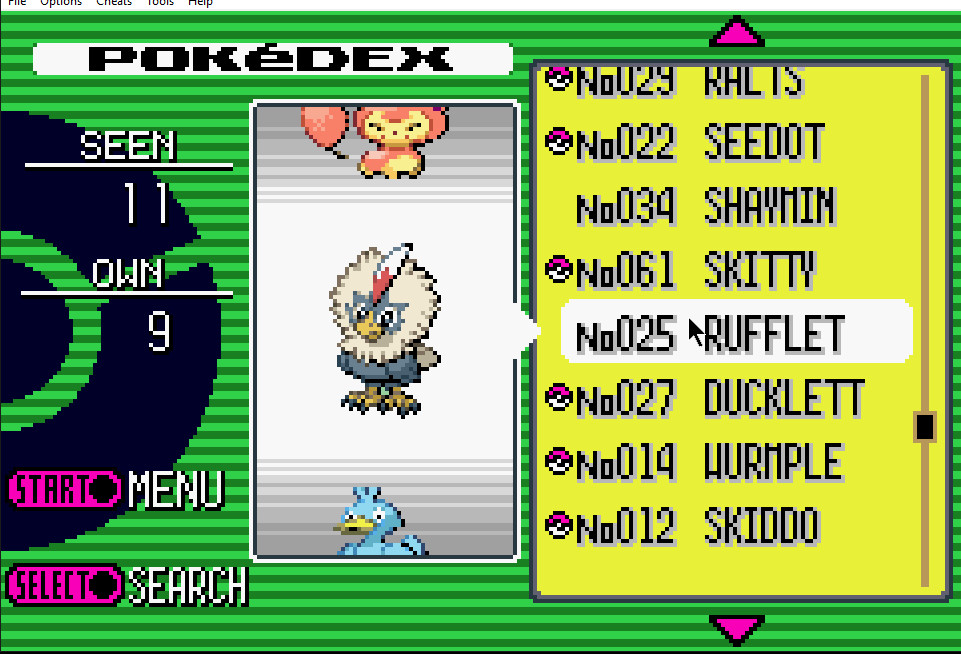 File Options Cheats Tools Help
POKéDEX
SEEN
11
OWN
9
START MENU
SELECT SEARCH
No029 RALTS
No022 SEEDOT
No034 SHAYMIN
No061 SKITTY
No025 RUFFLET
No027 DUCKLETT
No014 WURMPLE
No012 SKIDDO